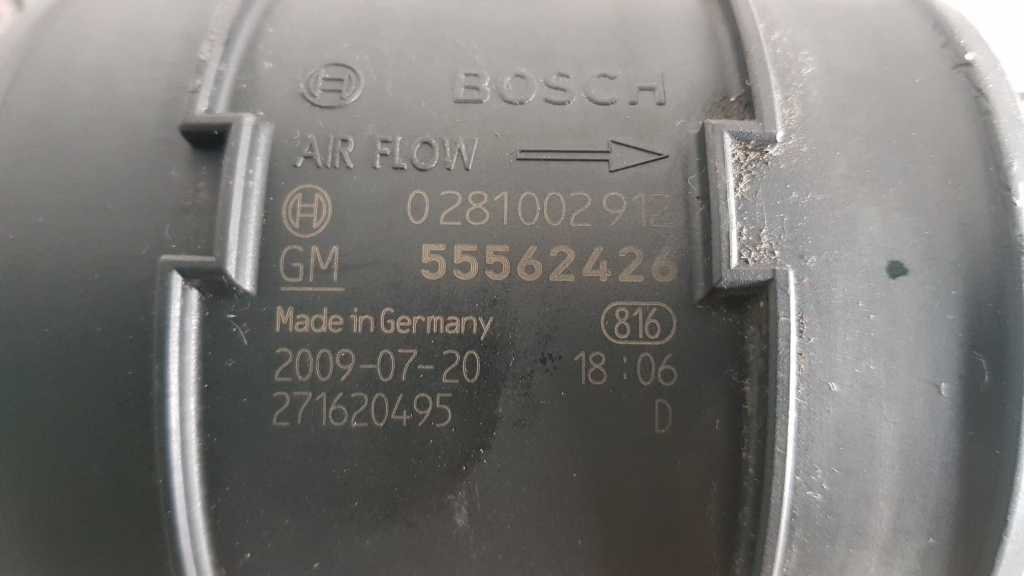 BOSCH
AIR FLOW
0 281 002 912
GM 55562426
Made in Germany 816
2009-07-20 18:06
271620495 D